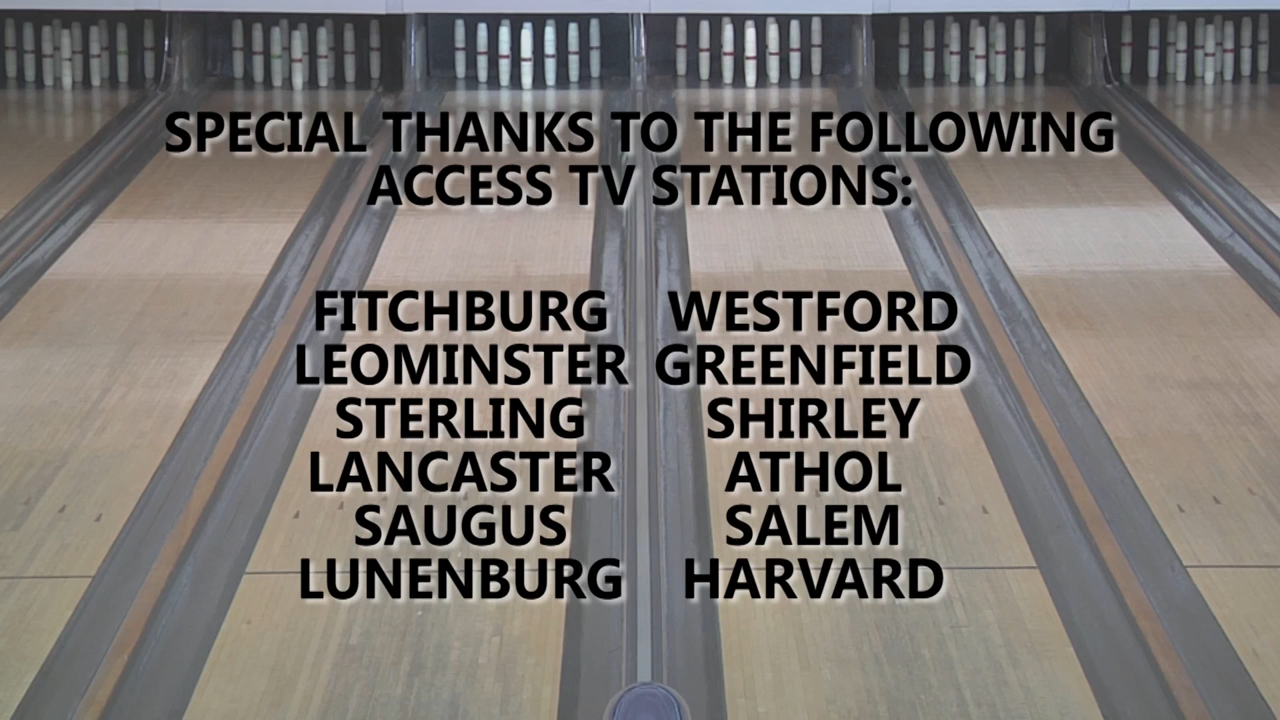 SPECIAL THANKS TO THE FOLLOWING
ACCESS TV STATIONS:
FITCHBURG
LEOMINSTER
STERLING
LANCASTER
SAUGUS
LUNENBURG
WESTFORD
GREENFIELD
SHIRLEY
ATHOL
SALEM
HARVARD